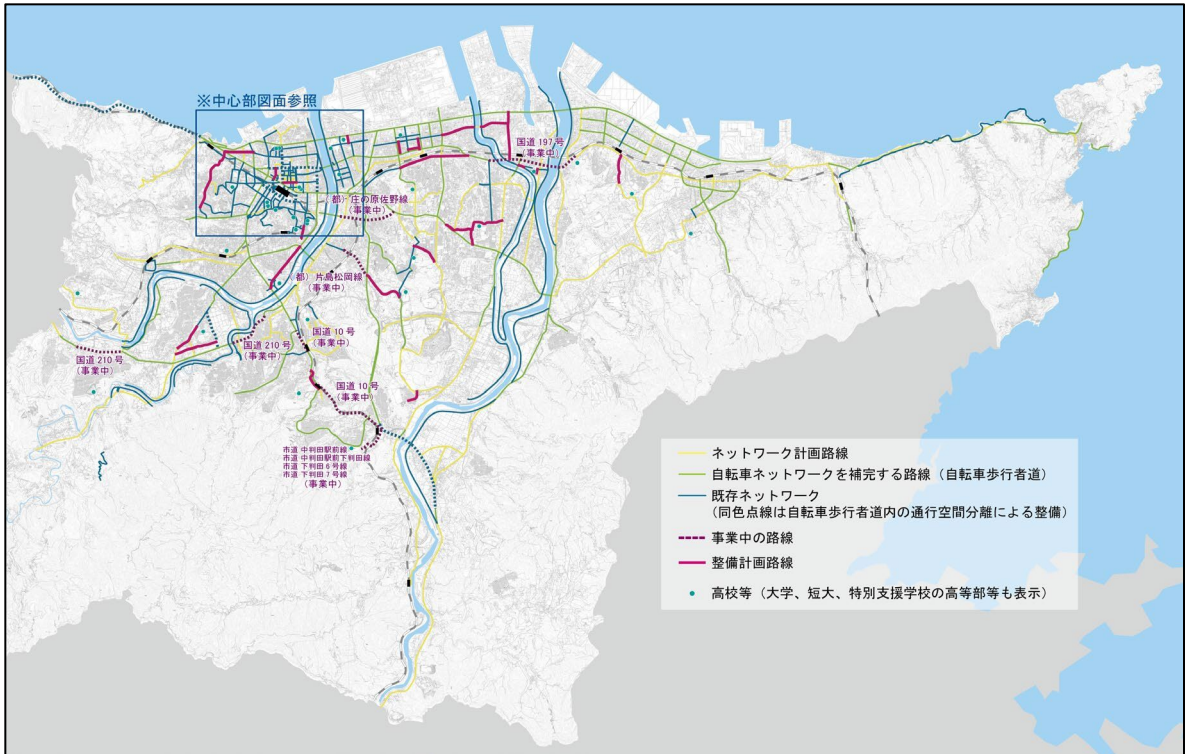 ※中心部図面参照
国道 197 号
(事業中)
都)庄の原佐野線
(事業中)
都)片島松岡線
(事業中)
国道 10 号
(事業中)
国道 210 号
(事業中)
国道 210 号
(事業中)
国道 10 号
(事業中)
市道 中判田駅前線
市道 中判田駅前下判田線
市道 下判田 6 号線
市道 下判田 7 号線
(事業中)
ネットワーク計画路線
自転車ネットワークを補完する路線(自転車歩行者道)
既存ネットワーク
(同色点線は自転車歩行者道内の通行空間分離による整備)
事業中の路線
整備計画路線
高校等(大学、短大、特別支援学校の高等部等も表示)